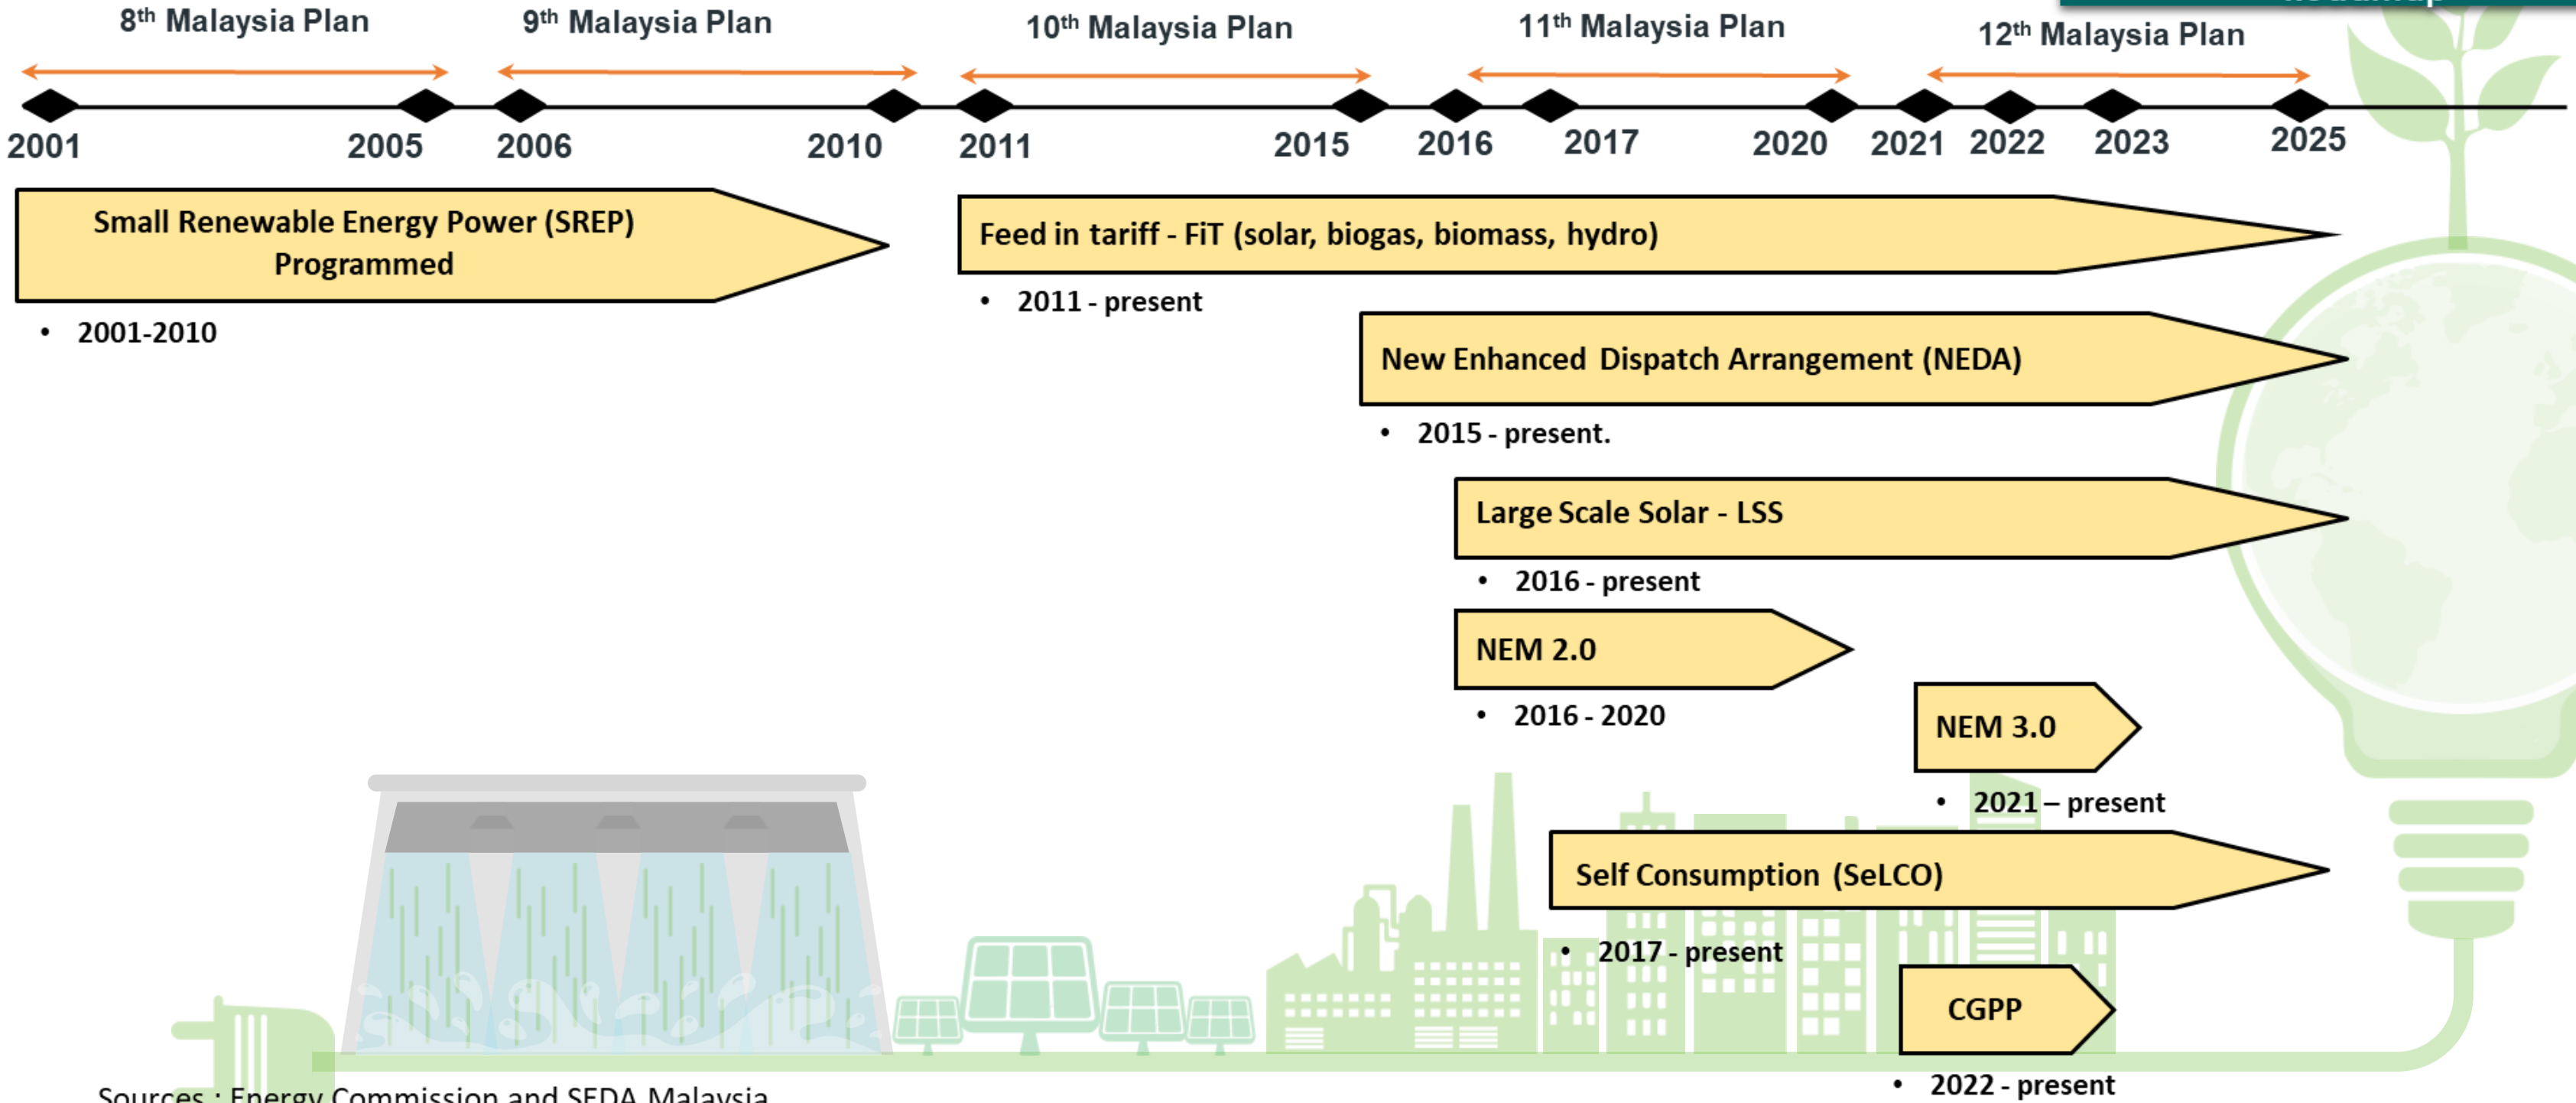 8th Malaysia Plan
9th Malaysia Plan
10th Malaysia Plan
11th Malaysia Plan
12th Malaysia Plan
2001
2005
2006
2010
2011
2015
2016
2017
2020
2021
2022
2023
2025
Small Renewable Energy Power (SREP)
Programmed
• 2001-2010
Feed in tariff - FiT (solar, biogas, biomass, hydro)
• 2011 - present
New Enhanced Dispatch Arrangement (NEDA)
• 2015 - present.
Large Scale Solar - LSS
• 2016 - present
NEM 2.0
• 2016 - 2020
NEM 3.0
• 2021 – present
Self Consumption (SeLCO)
• 2017 - present
CGPP
• 2022 - present
Sources : Energy Commission and SEDA Malaysia